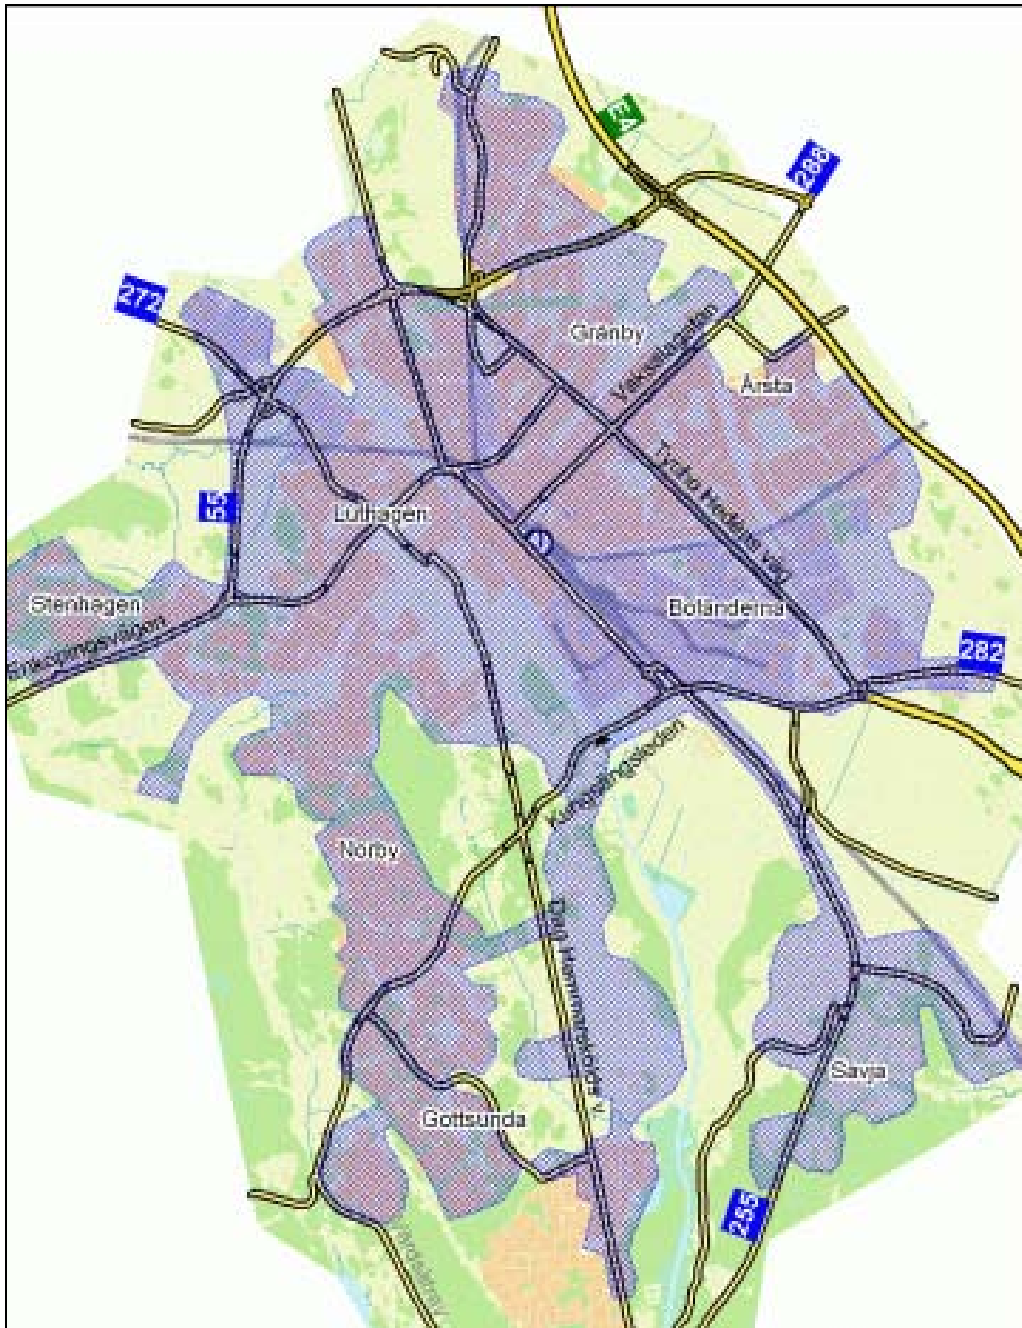 E4
288
272
Gränby
Vaksalagatan
Årsta
Tycho Hedéns väg
55
Luthagen
Stenhagen
Enköpingsvägen
Boländerna
282
Kungsängsleden
Norby
Dag Hammarskjölds v.
Sävja
Gottsunda
255
Vårdsätrav